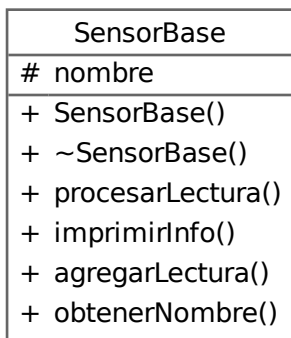 SensorBase
# nombre
+ SensorBase()
+ ~SensorBase()
+ procesarLectura()
+ imprimirInfo()
+ agregarLectura()
+ obtenerNombre()